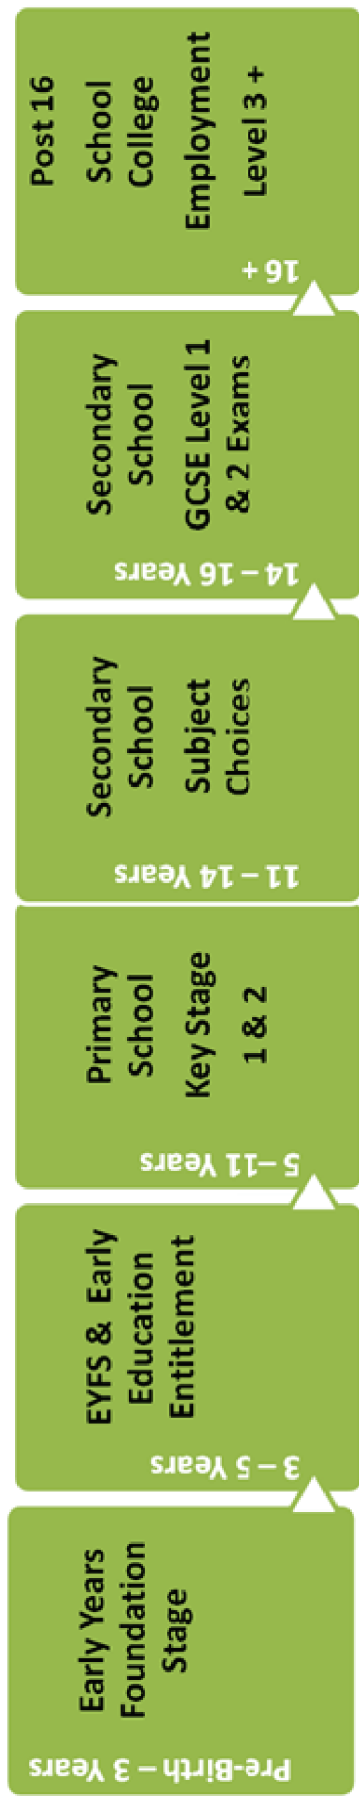 Pre-Birth – 3 Years
Early Years
Foundation
Stage
3 – 5 Years
EYFS & Early
Education
Entitlement
5 –11 Years
Primary
School
Key Stage
1 & 2
11 – 14 Years
Secondary
School
Subject
Choices
14 – 16 Years
Secondary
School
GCSE Level 1
& 2 Exams
16 +
Post 16
School
College
Employment
Level 3 +